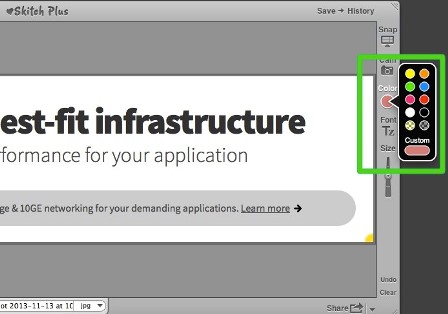 Skitch Plus
Save → History
Snap
Cam
Color
Font
Tz
Size
Custom
est-fit infrastructure
formance for your application
ge & 10GE networking for your demanding applications. Learn more →
Undo
Clear
ot 2013-11-13 at 10
jpg
Share